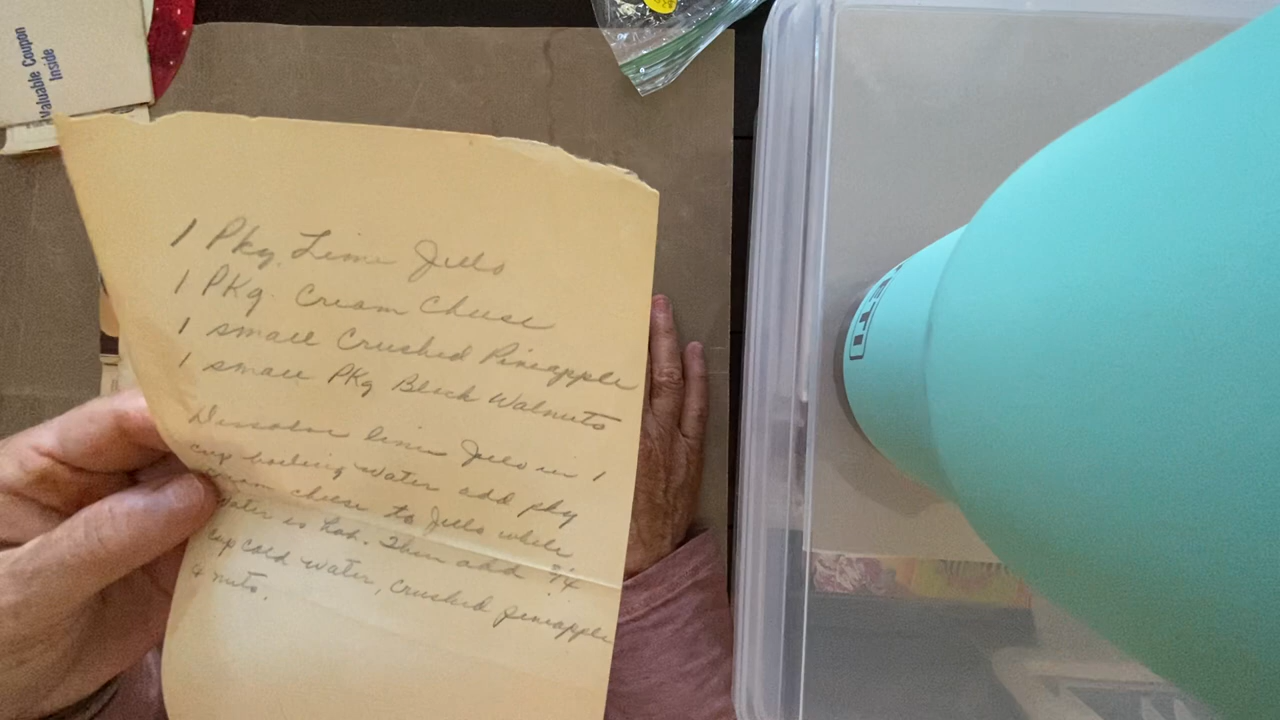 Valuable Coupon
Inside
1 Pkg. Lime Jello
1 PKg. Cream Cheese
1 small Crushed Pineapple
1 small PKg Black Walnuts
Dissolve lime Jello in 1
cup boiling water add pkg
cream cheese to Jello while
water is hot. Then add 3/4
cup cold water, crushed pineapple
& nuts.
YETI